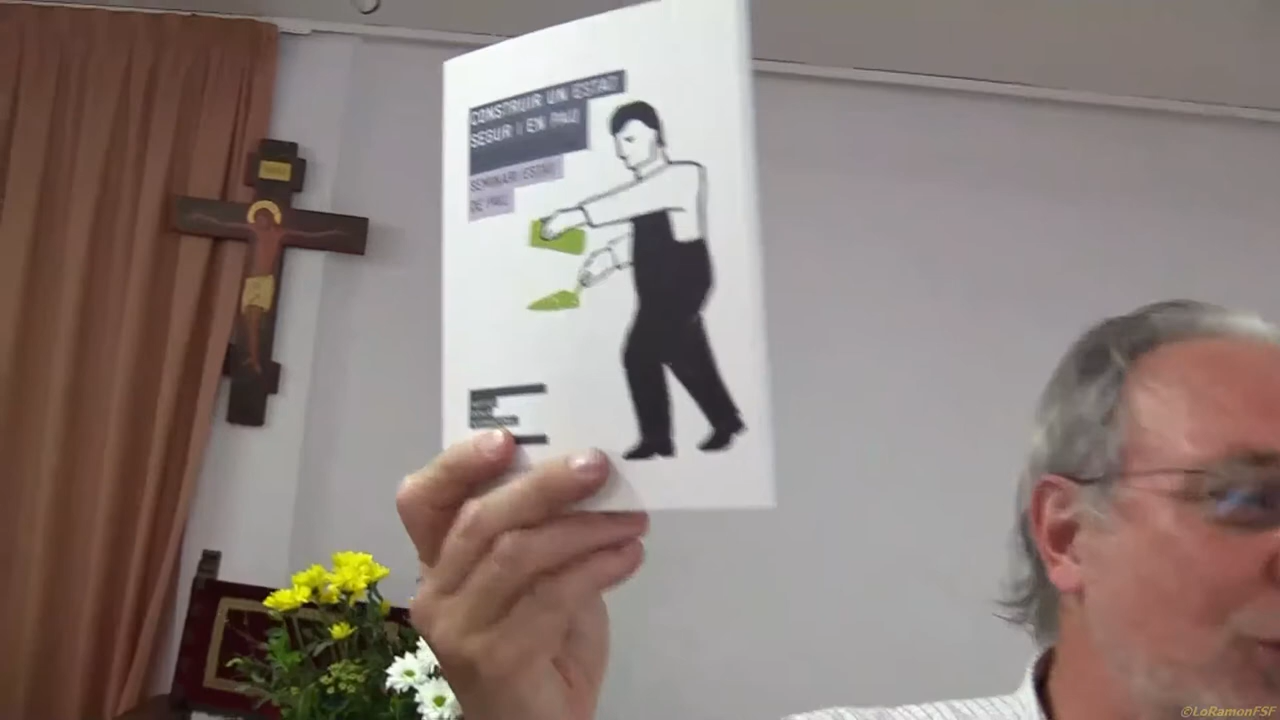 CONSTRUIR UN ESTAT
SEGUR I EN PAU
SEMINARI ESTAT
DE PAU
©LoRamonFSF